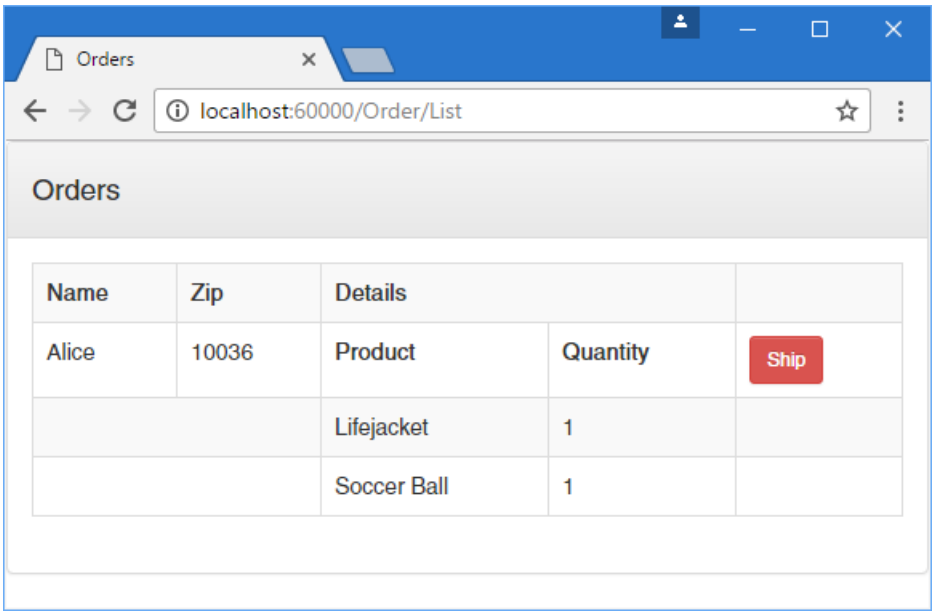 Orders
localhost:60000/Order/List
Orders
Name Zip Details
Alice 10036 Product Quantity Ship
Lifejacket 1
Soccer Ball 1